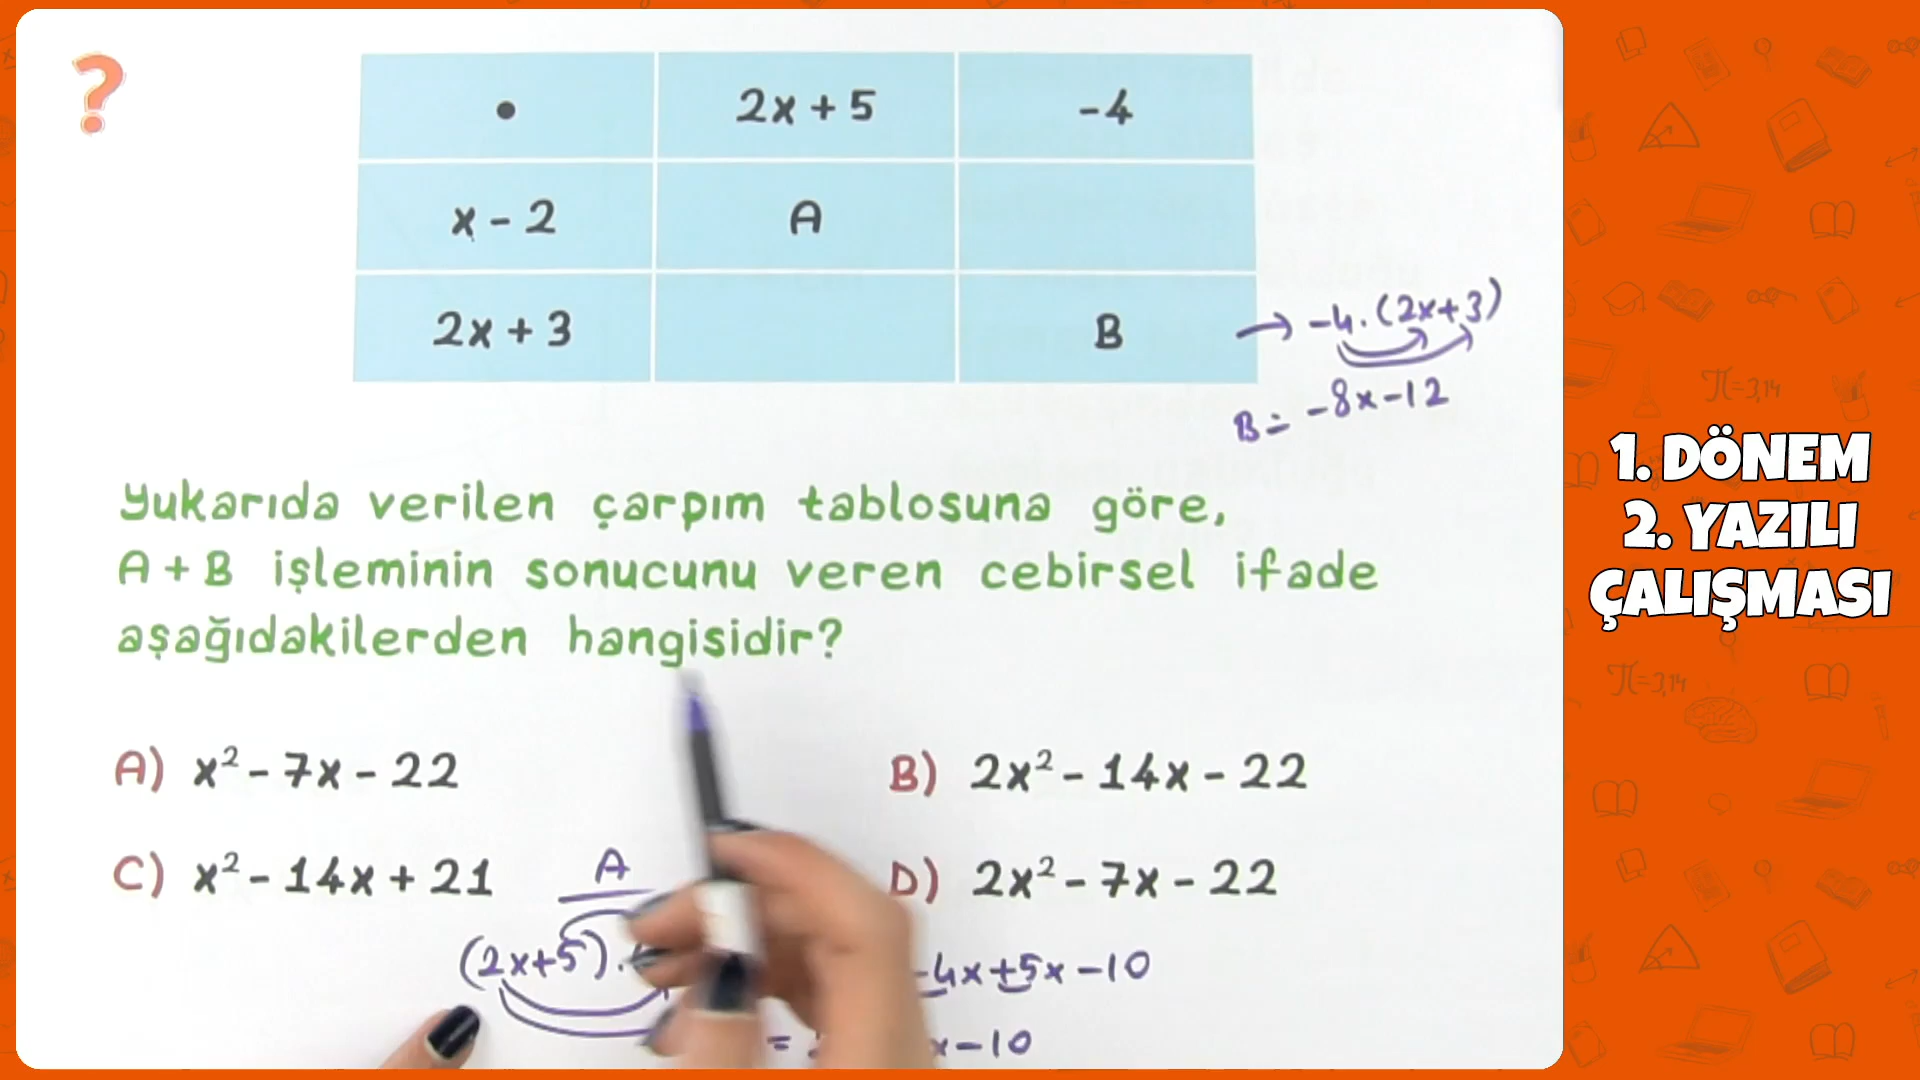 ?
• 2x + 5 -4
x - 2 A
2x + 3 B
→ -4.(2x+3)
B = -8x-12
Yukarıda verilen çarpım tablosuna göre,
A + B işleminin sonucunu veren cebirsel ifade
aşağıdakilerden hangisidir?
A) x² - 7x - 22
B) 2x² - 14x - 22
C) x² - 14x + 21
D) 2x² - 7x - 22
A
(2x+5).
-4x+5x-10
= x-10
1. DÖNEM
2. YAZILI
ÇALIŞMASI
π=3,14
π=3,14